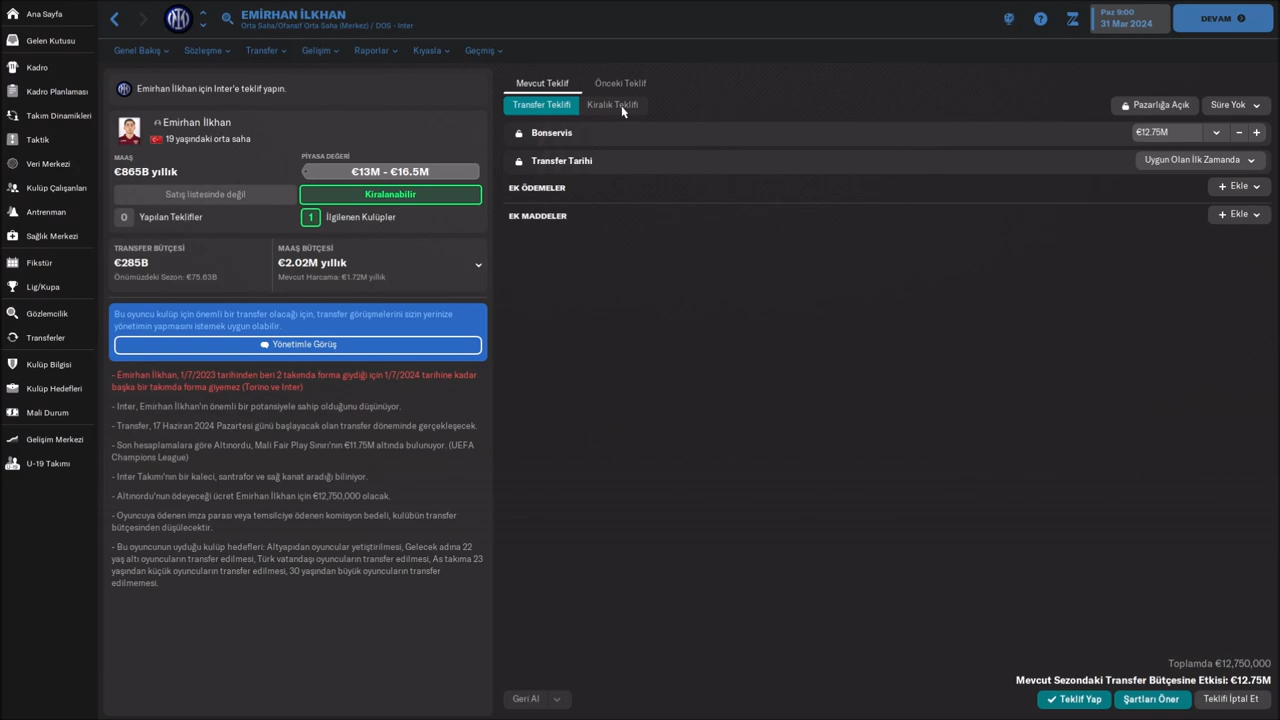 Ana Sayfa
Gelen Kutusu
Kadro
Kadro Planlaması
Takım Dinamikleri
Taktik
Veri Merkezi
Kulüp Çalışanları
Antrenman
Sağlık Merkezi
Fikstür
Lig/Kupa
Gözlemcilik
Transferler
Kulüp Bilgisi
Kulüp Hedefleri
Mali Durum
Gelişim Merkezi
U-19 Takımı
EMİRHAN İLKHAN
Orta Saha/Ofansif Orta Saha (Merkez) / DOS - Inter
Paz 9:00
31 Mar 2024
DEVAM
Genel Bakış
Sözleşme
Transfer
Gelişim
Raporlar
Kıyasla
Geçmiş
Emirhan İlkhan için Inter'e teklif yapın.
Emirhan İlkhan
19 yaşındaki orta saha
MAAŞ
€865B yıllık
PİYASA DEĞERİ
€13M - €16.5M
Satış listesinde değil
Kiralanabilir
0 Yapılan Teklifler
1 İlgilenen Kulüpler
TRANSFER BÜTÇESİ
€285B
Önümüzdeki Sezon: €75.63B
MAAŞ BÜTÇESİ
€2.02M yıllık
Mevcut Harcama: €1.72M yıllık
Bu oyuncu kulüp için önemli bir transfer olacağı için, transfer görüşmelerini sizin yerinize
yönetimin yapmasını istemek uygun olabilir.
Yönetimle Görüş
- Emirhan İlkhan, 1/7/2023 tarihinden beri 2 takımda forma giydiği için 1/7/2024 tarihine kadar
başka bir takımda forma giyemez (Torino ve Inter)
- Inter, Emirhan İlkhan'ın önemli bir potansiyele sahip olduğunu düşünüyor.
- Transfer, 17 Haziran 2024 Pazartesi günü başlayacak olan transfer döneminde gerçekleşecek.
- Son hesaplamalara göre Altınordu, Mali Fair Play Sınırı'nın €11.75M altında bulunuyor. (UEFA
Champions League)
- Inter Takımı'nın bir kaleci, santrafor ve sağ kanat aradığı biliniyor.
- Altınordu'nun ödeyeceği ücret Emirhan İlkhan için €12,750,000 olacak.
- Oyuncuya ödenen imza parası veya temsilciye ödenen komisyon bedeli, kulübün transfer
bütçesinden düşülecektir.
- Bu oyuncunun uyduğu kulüp hedefleri: Altyapıdan oyuncular yetiştirilmesi, Gelecek adına 22
yaş altı oyuncuların transfer edilmesi, Türk vatandaşı oyuncuların transfer edilmesi, As takıma 23
yaşından küçük oyuncuların transfer edilmesi, 30 yaşından büyük oyuncuların transfer
edilmemesi.
Mevcut Teklif
Önceki Teklif
Transfer Teklifi
Kiralık Teklifi
Pazarlığa Açık
Süre Yok
Bonservis
€12.75M
Transfer Tarihi
Uygun Olan İlk Zamanda
EK ÖDEMELER
+ Ekle
EK MADDELER
+ Ekle
Toplamda €12,750,000
Mevcut Sezondaki Transfer Bütçesine Etkisi: €12.75M
Geri Al
Teklif Yap
Şartları Öner
Teklifi İptal Et